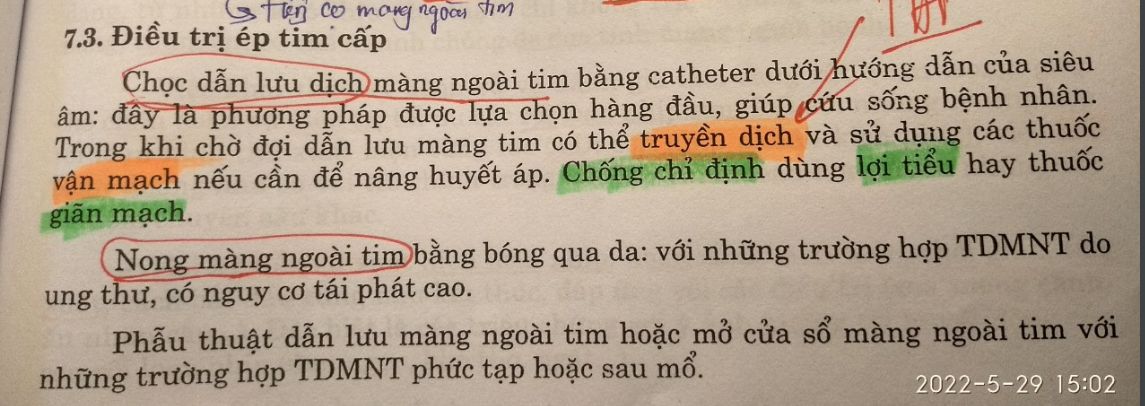 màng ngoài tim
7.3. Điều trị ép tim cấp
Chọc dẫn lưu dịch màng ngoài tim bằng catheter dưới hướng dẫn của siêu
âm: đây là phương pháp được lựa chọn hàng đầu, giúp cứu sống bệnh nhân.
Trong khi chờ đợi dẫn lưu màng tim có thể truyền dịch và sử dụng các thuốc
vận mạch nếu cần để nâng huyết áp. Chống chỉ định dùng lợi tiểu hay thuốc
giãn mạch.
Nong màng ngoài tim bằng bóng qua da: với những trường hợp TDMNT do
ung thư, có nguy cơ tái phát cao.
Phẫu thuật dẫn lưu màng ngoài tim hoặc mở cửa sổ màng ngoài tim với
những trường hợp TDMNT phức tạp hoặc sau mổ.
2022-5-29 15:02